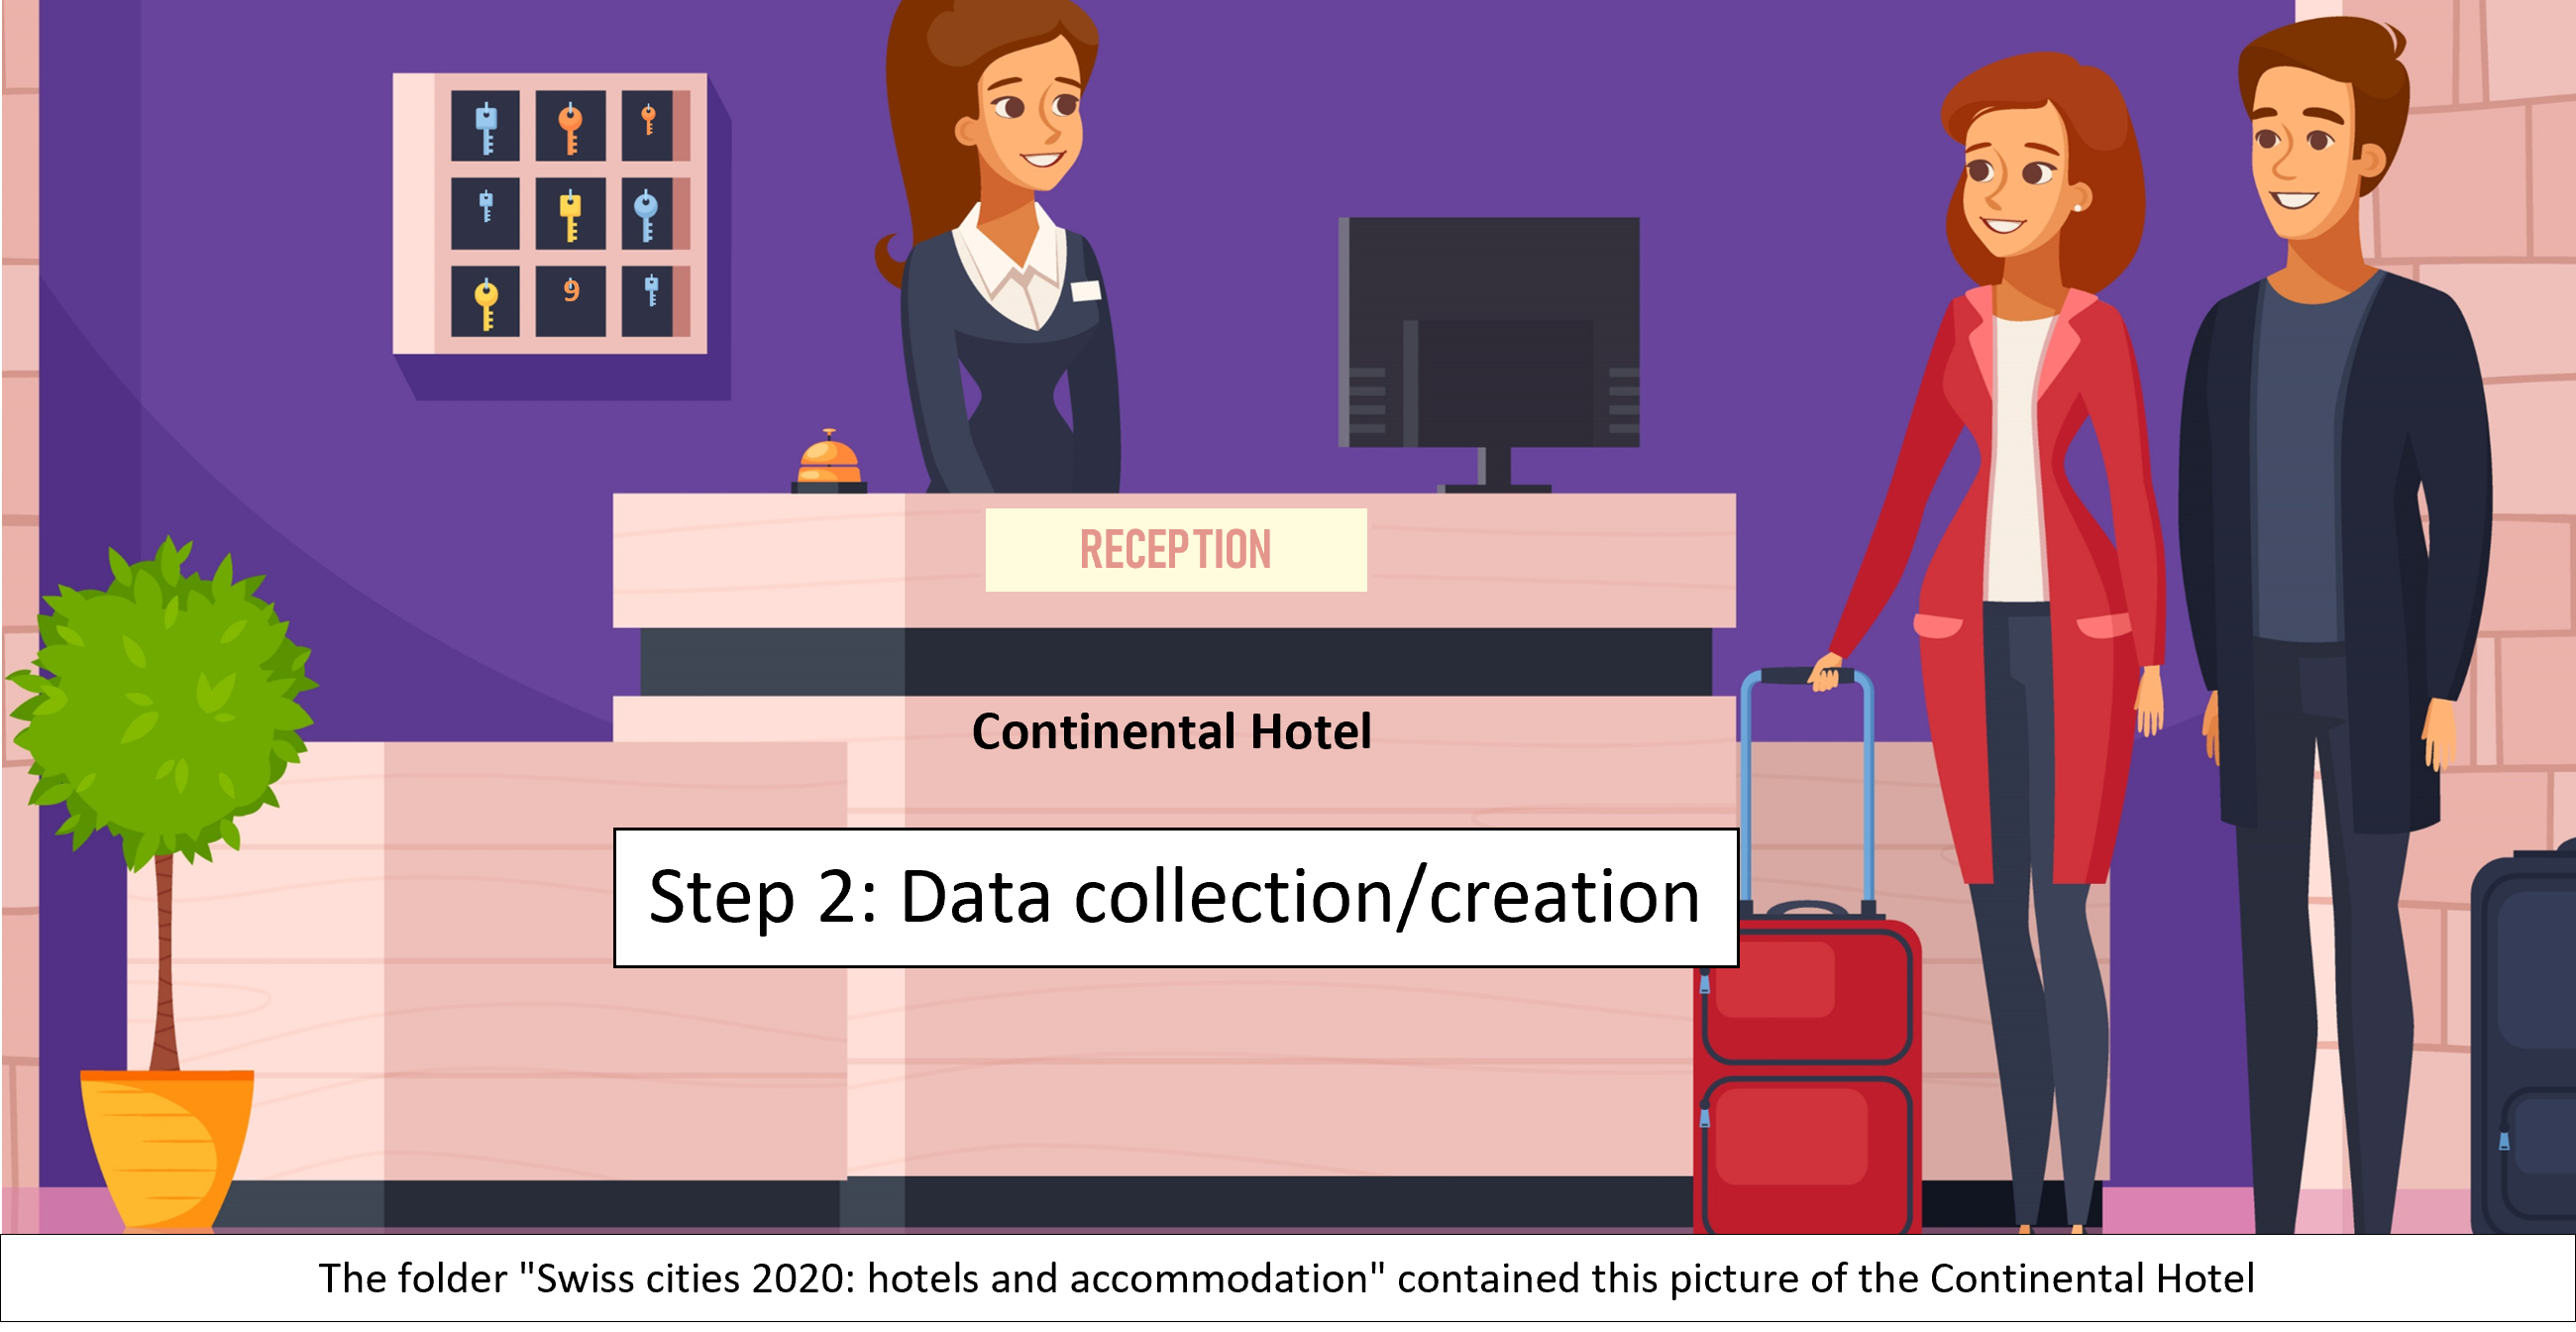 9
RECEPTION
Continental Hotel
Step 2: Data collection/creation
The folder "Swiss cities 2020: hotels and accommodation" contained this picture of the Continental Hotel